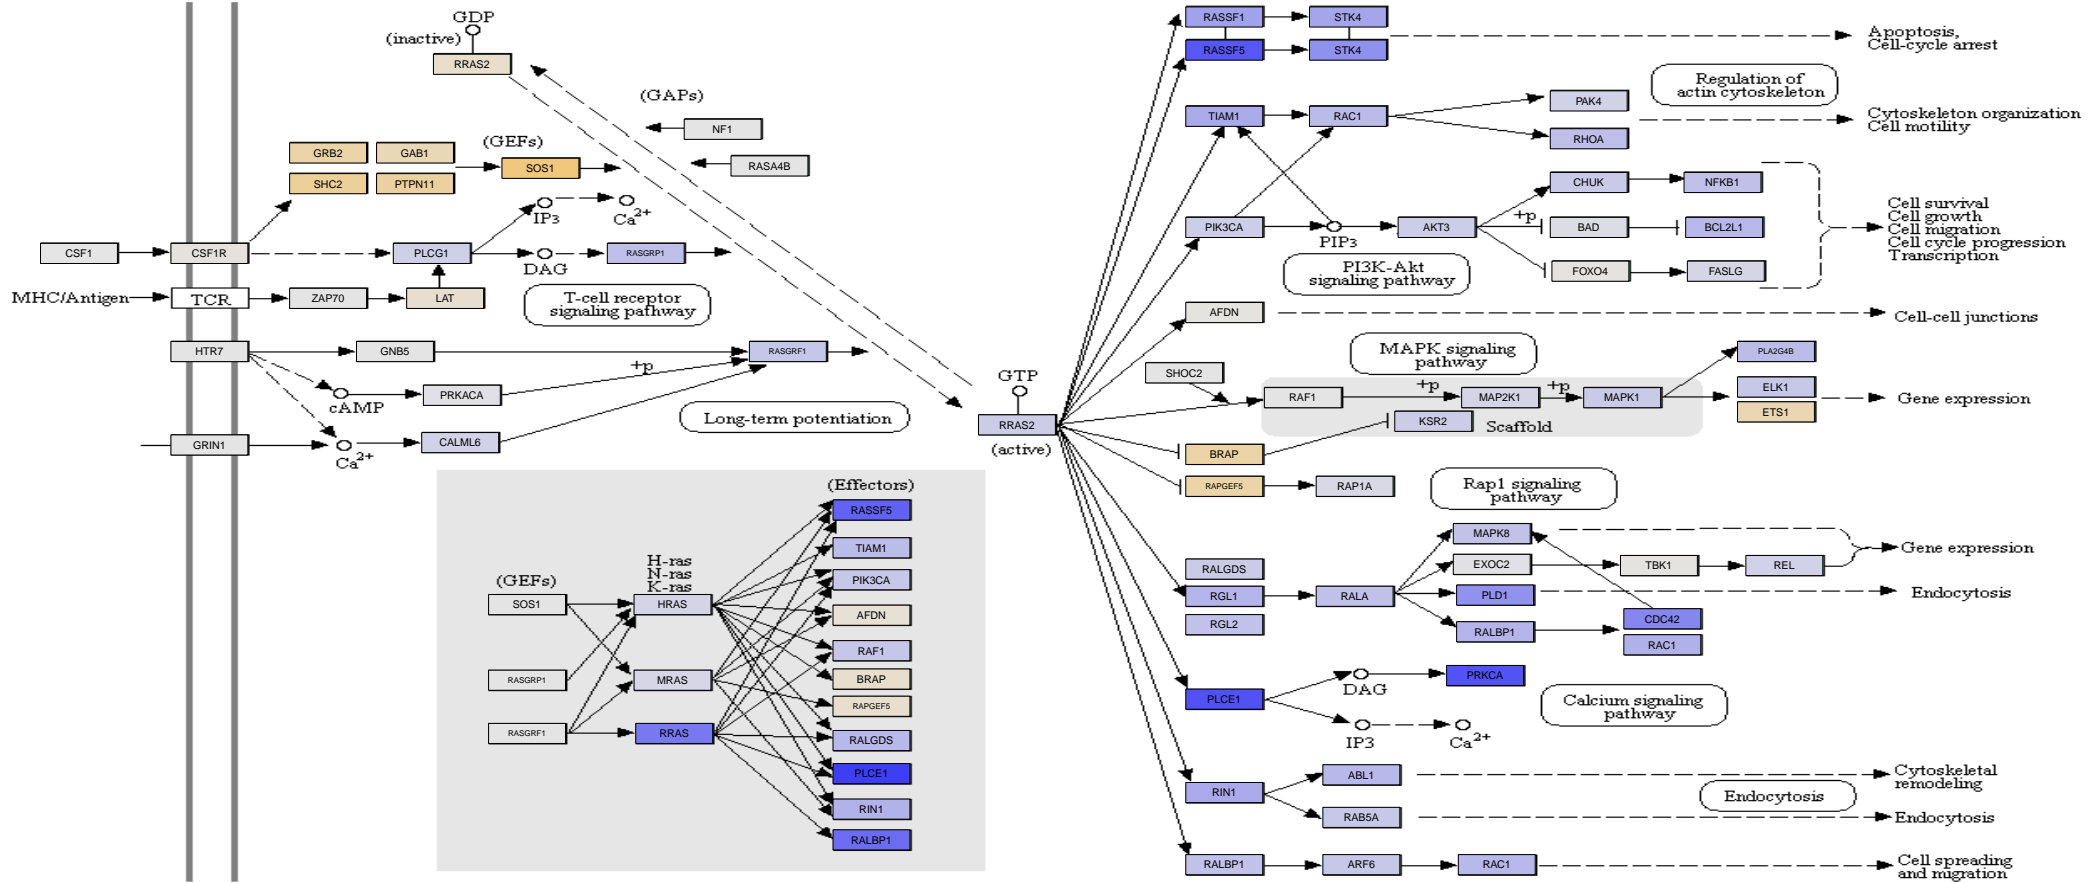 GDP
(inactive)
RRAS2
(GAPs)
NF1
RASA4B
(GEFs)
GRB2
GAB1
SOS1
SHC2
PTPN11
IP3
Ca2+
CSF1
CSF1R
PLCG1
DAG
RASGRP1
MHC/Antigen
TCR
ZAP70
LAT
T-cell receptor
signaling pathway
HTR7
GNB5
RASGRF1
+p
cAMP
PRKACA
Long-term potentiation
GRIN1
Ca2+
CALML6
GTP
RRAS2
(active)
(Effectors)
RASSF5
TIAM1
H-ras
N-ras
K-ras
(GEFs)
PIK3CA
SOS1
HRAS
AFDN
RAF1
RASGRP1
MRAS
BRAP
RAPGEF5
RASGRF1
RRAS
RALGDS
PLCE1
RIN1
RALBP1
RASSF1
STK4
RASSF5
STK4
Apoptosis,
Cell-cycle arrest
Regulation of
actin cytoskeleton
TIAM1
RAC1
PAK4
RHOA
Cytoskeleton organization
Cell motility
CHUK
NFKB1
PIK3CA
PIP3
AKT3
+p
BAD
BCL2L1
FOXO4
FASLG
Cell survival
Cell growth
Cell migration
Cell cycle progression
Transcription
PI3K-Akt
signaling pathway
AFDN
Cell-cell junctions
MAPK signaling
pathway
PLA2G4B
SHOC2
RAF1
+p
MAP2K1
+p
MAPK1
ELK1
ETS1
Gene expression
KSR2
Scaffold
BRAP
RAPGEF5
RAP1A
Rap1 signaling
pathway
MAPK8
RALGDS
EXOC2
TBK1
REL
Gene expression
RGL1
RALA
PLD1
Endocytosis
RGL2
RALBP1
CDC42
RAC1
PLCE1
DAG
PRKCA
IP3
Ca2+
Calcium signaling
pathway
RIN1
ABL1
Cytoskeletal
remodeling
Endocytosis
RAB5A
Endocytosis
RALBP1
ARF6
RAC1
Cell spreading
and migration